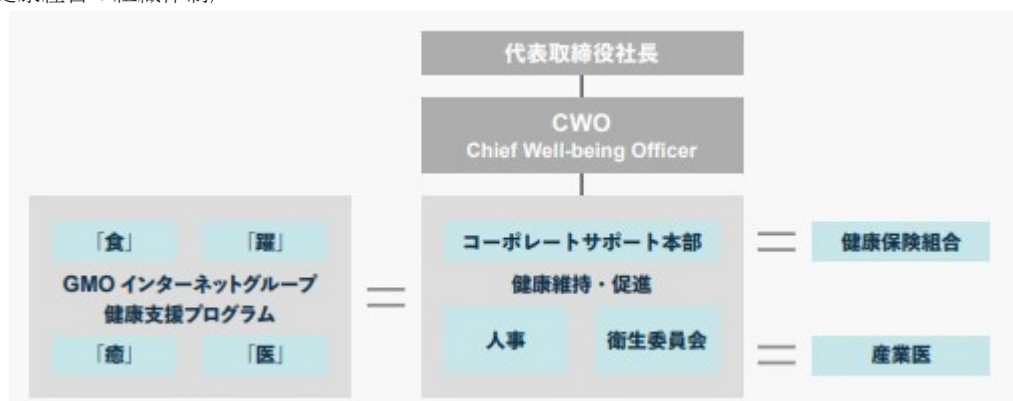 代表取締役社長
CWO
Chief Well-being Officer
「食」
「躍」
GMO インターネットグループ
健康支援プログラム
「癒」
「医」
コーポレートサポート本部
健康維持・促進
人事
衛生委員会
健康保険組合
産業医